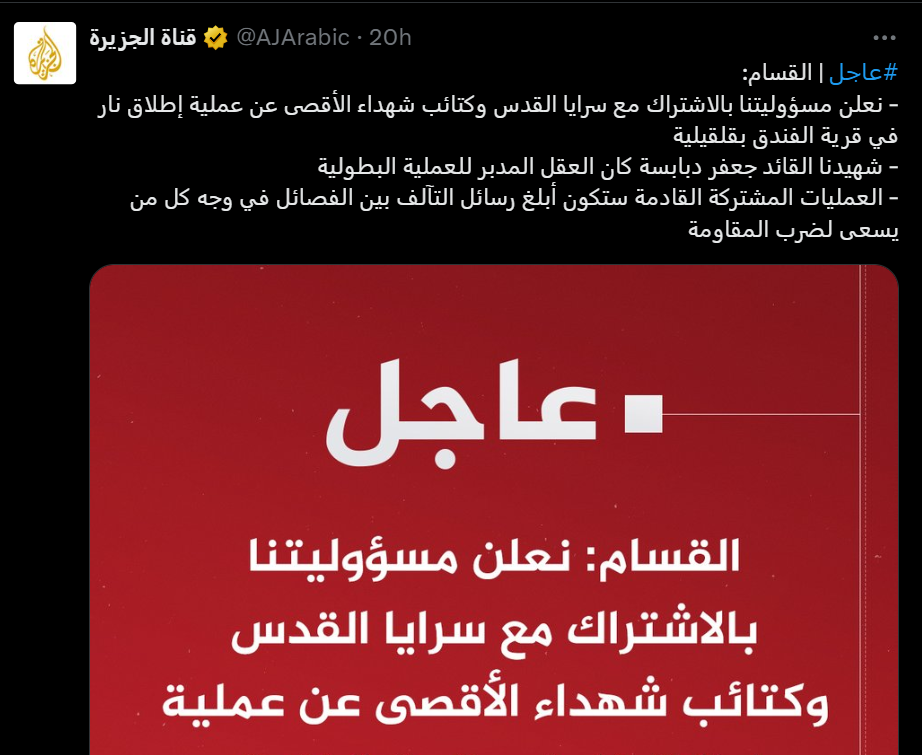 قناة الجزيرة @AJArabic · 20h
#عاجل | القسام:
- نعلن مسؤوليتنا بالاشتراك مع سرايا القدس وكتائب شهداء الأقصى عن عملية إطلاق نار
في قرية الفندق بقلقيلية
- شهيدنا القائد جعفر دبابسة كان العقل المدبر للعملية البطولية
- العمليات المشتركة القادمة ستكون أبلغ رسائل التآلف بين الفصائل في وجه كل من
يسعى لضرب المقاومة
عاجل
القسام: نعلن مسؤوليتنا
بالاشتراك مع سرايا القدس
وكتائب شهداء الأقصى عن عملية